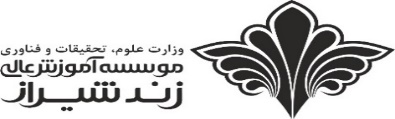 وزارت علوم، تحقیقات و فناوری
موسسه آموزش عالی
زند شیراز